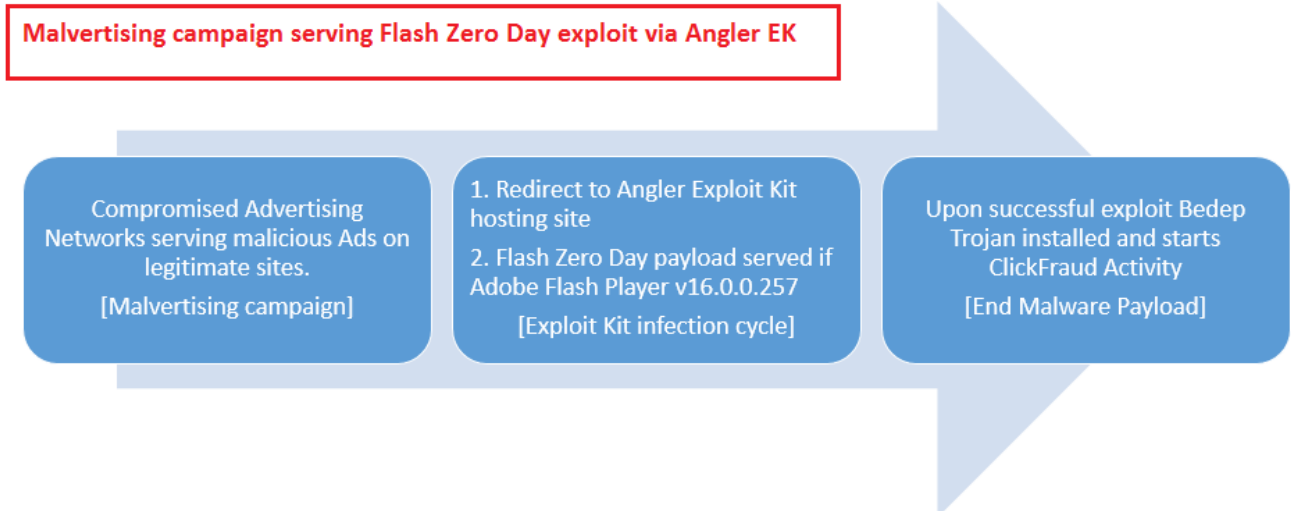 Malvertising campaign serving Flash Zero Day exploit via Angler EK
Compromised Advertising
Networks serving malicious Ads on
legitimate sites.
[Malvertising campaign]
1. Redirect to Angler Exploit Kit
hosting site
2. Flash Zero Day payload served if
Adobe Flash Player v16.0.0.257
[Exploit Kit infection cycle]
Upon successful exploit Bedep
Trojan installed and starts
ClickFraud Activity
[End Malware Payload]